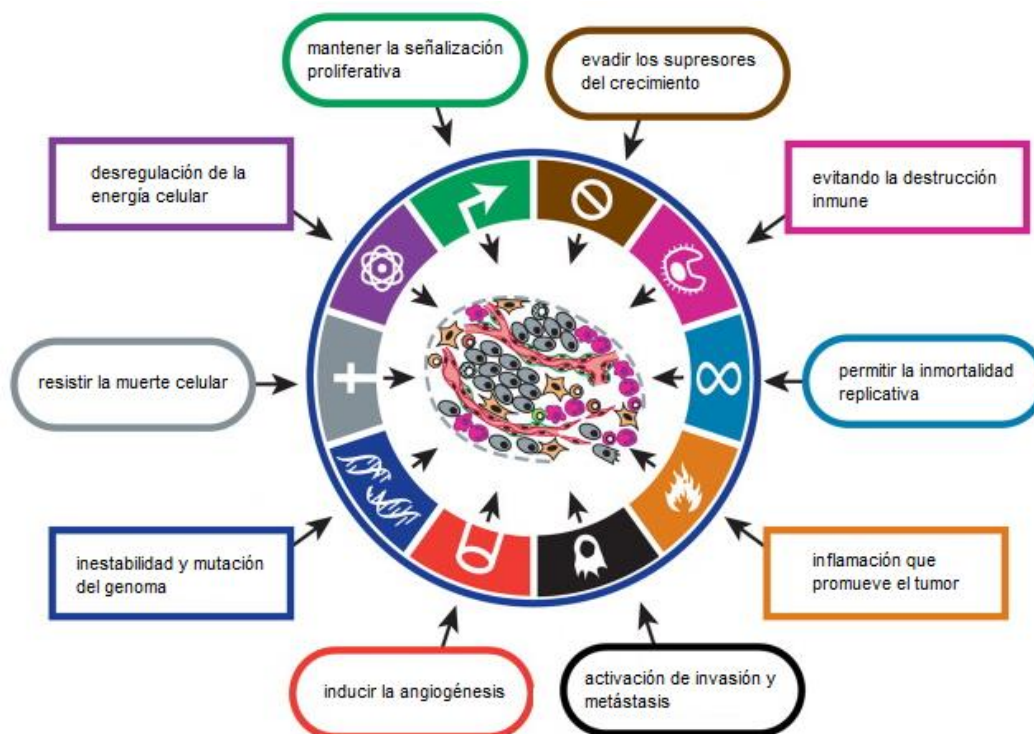 mantener la señalización
proliferativa
evadir los supresores
del crecimiento
desregulación de la
energía celular
evitando la destrucción
inmune
resistir la muerte celular
permitir la inmortalidad
replicativa
inestabilidad y mutación
del genoma
inflamación que
promueve el tumor
inducir la angiogénesis
activación de invasión y
metástasis